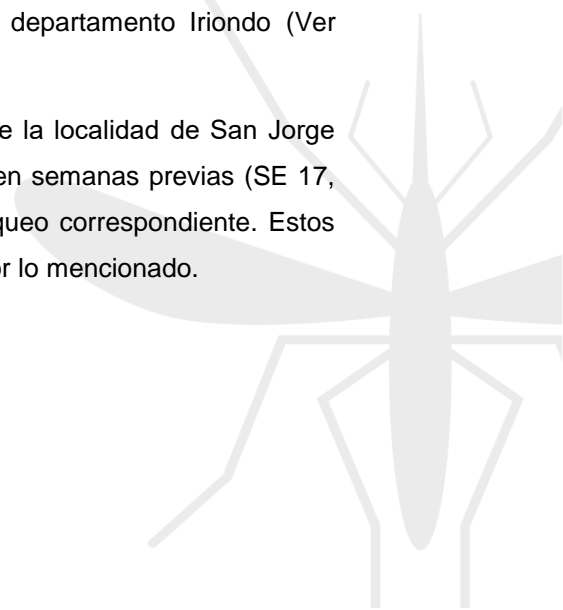 departamento Iriondo (Ver
e la localidad de San Jorge
en semanas previas (SE 17,
queo correspondiente. Estos
or lo mencionado.